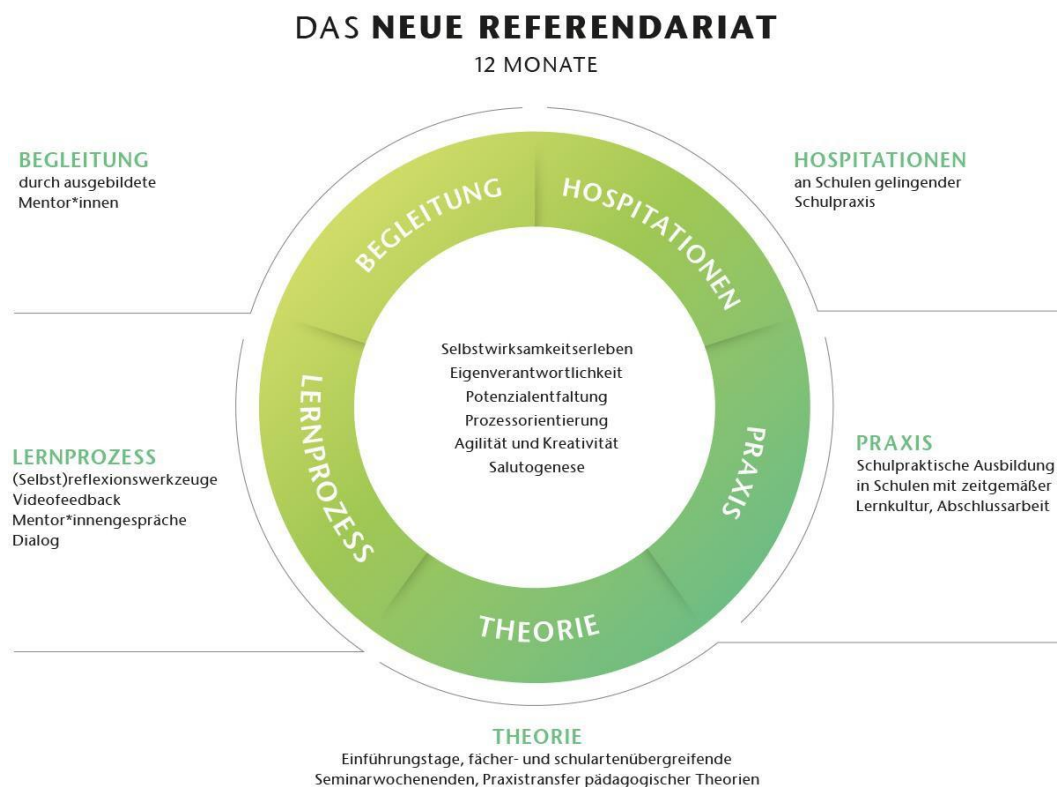 DAS NEUE REFERENDARIAT
12 MONATE
BEGLEITUNG
durch ausgebildete
Mentor*innen
HOSPITATIONEN
an Schulen gelingender
Schulpraxis
BEGLEITUNG
HOSPITATIONEN
LERNPROZESS
PRAXIS
THEORIE
Selbstwirksamkeitserleben
Eigenverantwortlichkeit
Potenzialentfaltung
Prozessorientierung
Agilität und Kreativität
Salutogenese
LERNPROZESS
(Selbst)reflexionswerkzeuge
Videofeedback
Mentor*innengespräche
Dialog
PRAXIS
Schulpraktische Ausbildung
in Schulen mit zeitgemäßer
Lernkultur, Abschlussarbeit
THEORIE
Einführungstage, fächer- und schulartenübergreifende
Seminarwochenenden, Praxistransfer pädagogischer Theorien